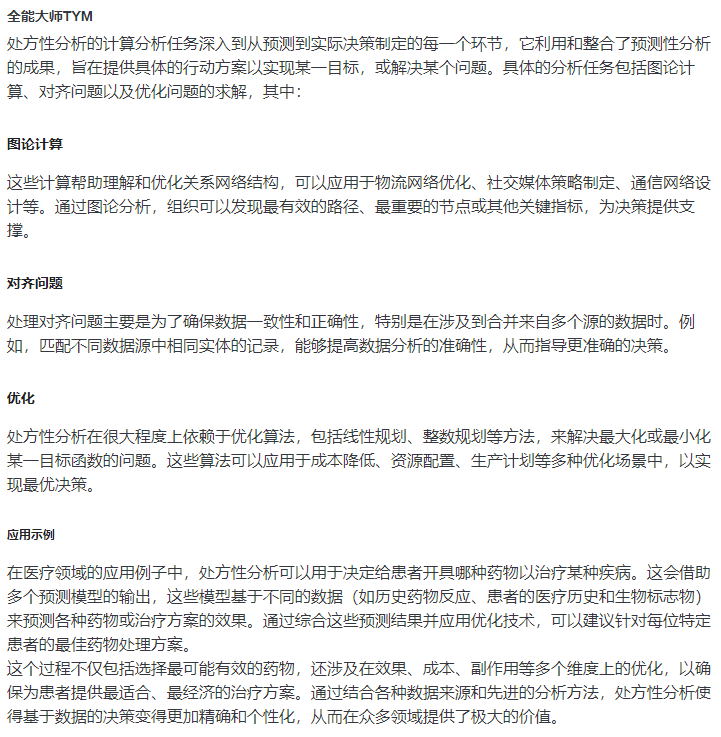 全能大师TYM
处方性分析的计算分析任务深入到从预测到实际决策制定的每一个环节，它利用和整合了预测性分析
的成果，旨在提供具体的行动方案以实现某一目标，或解决某个问题。具体的分析任务包括图论计
算、对齐问题以及优化问题的求解，其中：
图论计算
这些计算帮助理解和优化关系网络结构，可以应用于物流网络优化、社交媒体策略制定、通信网络设
计等。通过图论分析，组织可以发现最有效的路径、最重要的节点或其他关键指标，为决策提供支
撑。
对齐问题
处理对齐问题主要是为了确保数据一致性和正确性，特别是在涉及到合并来自多个源的数据时。例
如，匹配不同数据源中相同实体的记录，能够提高数据分析的准确性，从而指导更准确的决策。
优化
处方性分析在很大程度上依赖于优化算法，包括线性规划、整数规划等方法，来解决最大化或最小化
某一目标函数的问题。这些算法可以应用于成本降低、资源配置、生产计划等多种优化场景中，以实
现最优决策。
应用示例
在医疗领域的应用例子中，处方性分析可以用于决定给患者开具哪种药物以治疗某种疾病。这会借助
多个预测模型的输出，这些模型基于不同的数据（如历史药物反应、患者的医疗历史和生物标志物）
来预测各种药物或治疗方案的效果。通过综合这些预测结果并应用优化技术，可以建议针对每位特定
患者的最佳药物处理方案。
这个过程不仅包括选择最可能有效的药物，还涉及在效果、成本、副作用等多个维度上的优化，以确
保为患者提供最适合、最经济的治疗方案。通过结合各种数据来源和先进的分析方法，处方性分析使
得基于数据的决策变得更加精确和个性化，从而在众多领域提供了极大的价值。